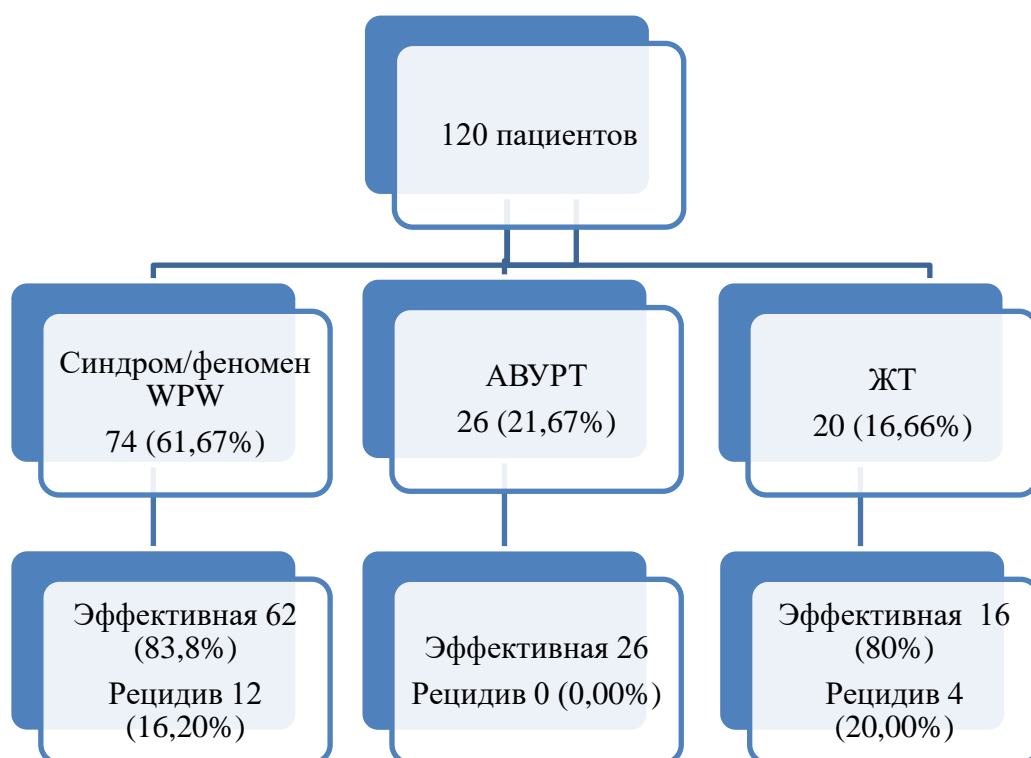 120 пациентов
Синдром/феномен
WPW
74 (61,67%)
АВУРТ
26 (21,67%)
ЖТ
20 (16,66%)
Эффективная 62
(83,8%)
Рецидив 12
(16,20%)
Эффективная 26
Рецидив 0 (0,00%)
Эффективная 16
(80%)
Рецидив 4
(20,00%)